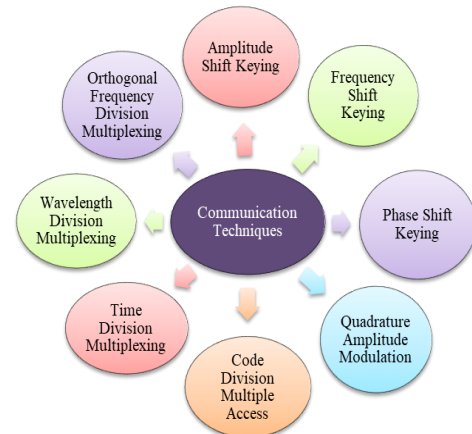 Amplitude
Shift Keying
Frequency
Shift
Keying
Phase Shift
Keying
Quadrature
Amplitude
Modulation
Code
Division
Multiple
Access
Time
Division
Multiplexing
Wavelength
Division
Multiplexing
Orthogonal
Frequency
Division
Multiplexing
Communication
Techniques